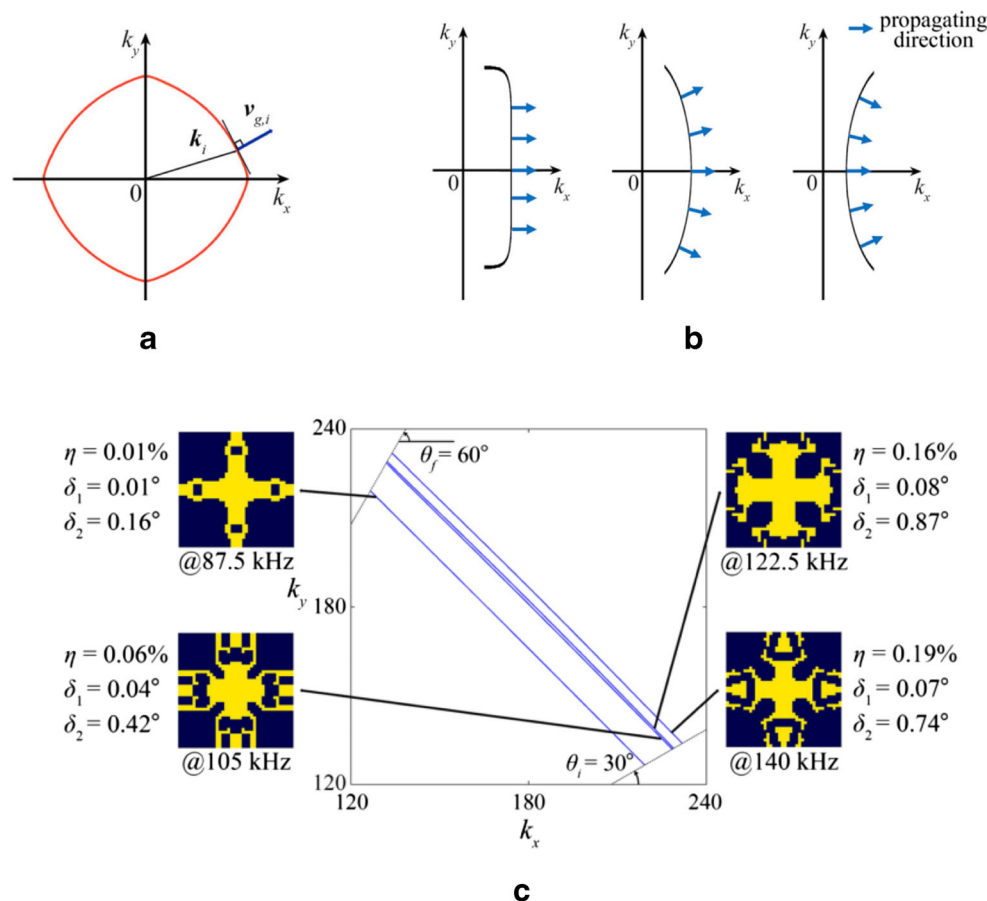 k_y
v_{g,i}
k_i
0
k_x
a
k_y
0
k_x
k_y
0
k_x
k_y
0
k_x
propagating
direction
b
η = 0.01%
δ_1 = 0.01°
δ_2 = 0.16°
@87.5 kHz
η = 0.06%
δ_1 = 0.04°
δ_2 = 0.42°
@105 kHz
240
180
120
k_y
θ_f = 60°
θ_i = 30°
120
180
240
k_x
η = 0.16%
δ_1 = 0.08°
δ_2 = 0.87°
@122.5 kHz
η = 0.19%
δ_1 = 0.07°
δ_2 = 0.74°
@140 kHz
c